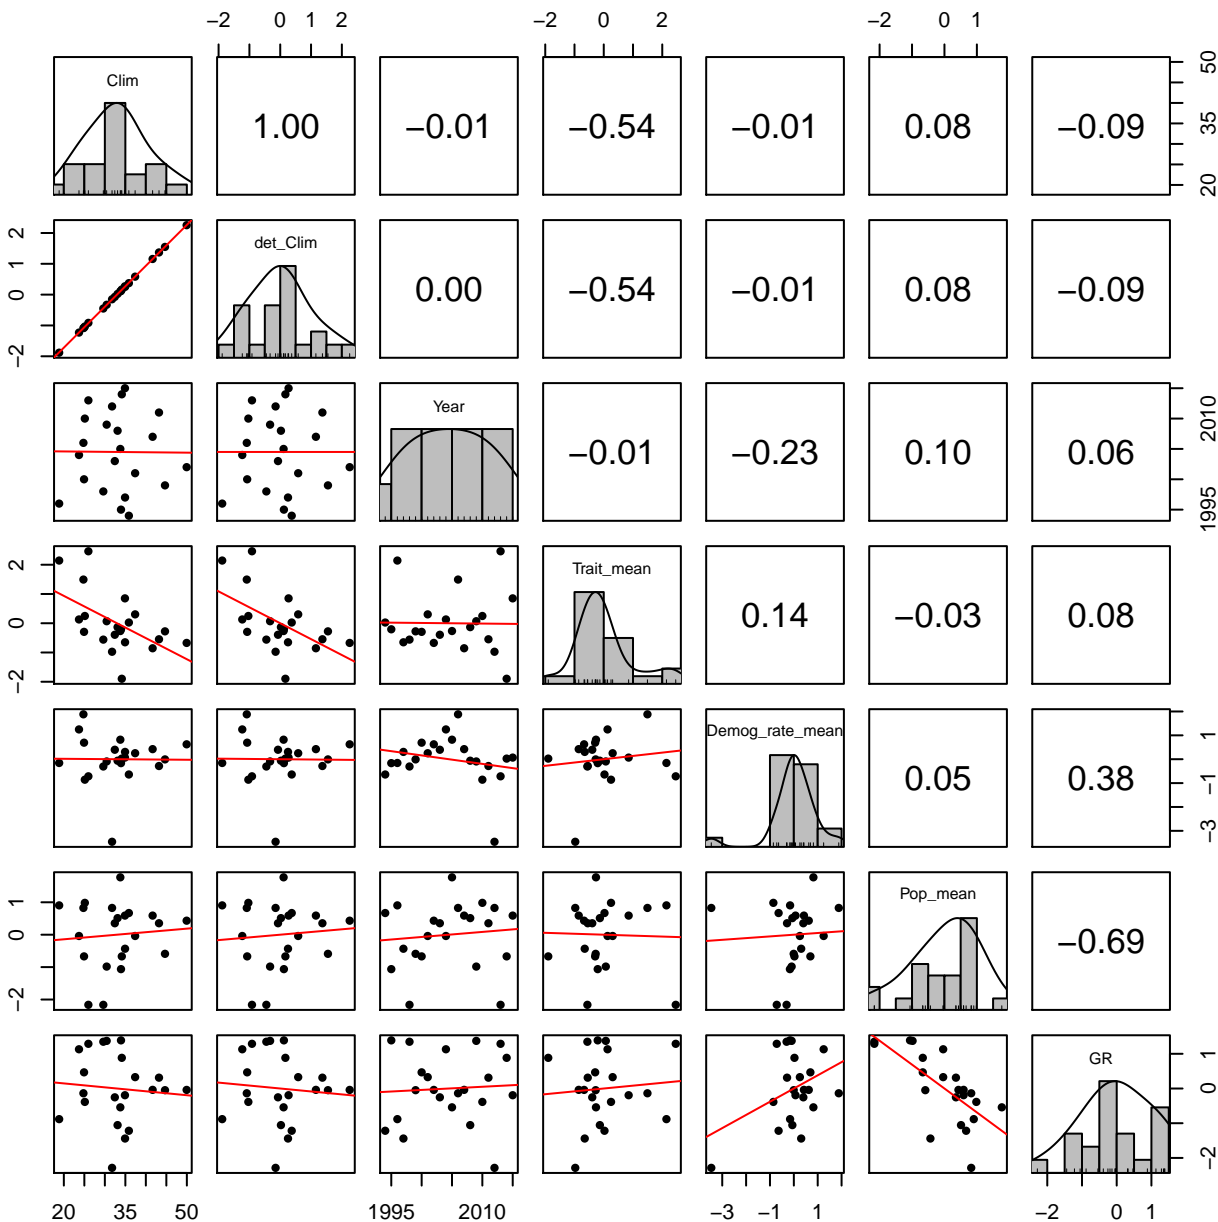 −2 0 1 2 −2 0 2 −2 0
Clim
1.00 −0.01 −0.54 −0.01 0.08 −0.09
20 35 50
−2 0 1 2
det_Clim
0.00 −0.54 −0.01 0.08 −0.09
Year
−0.01 −0.23 0.10 0.06
1995 2010
−2 0 2
Trait_mean
0.14 −0.03 0.08
Demog_rate_mean
0.05 0.38
−3 −1 1
−2 0 1
Pop_mean
−0.69
GR
−2 0 1
20 35 50 1995 2010 −3 −1 1 −2 0 1